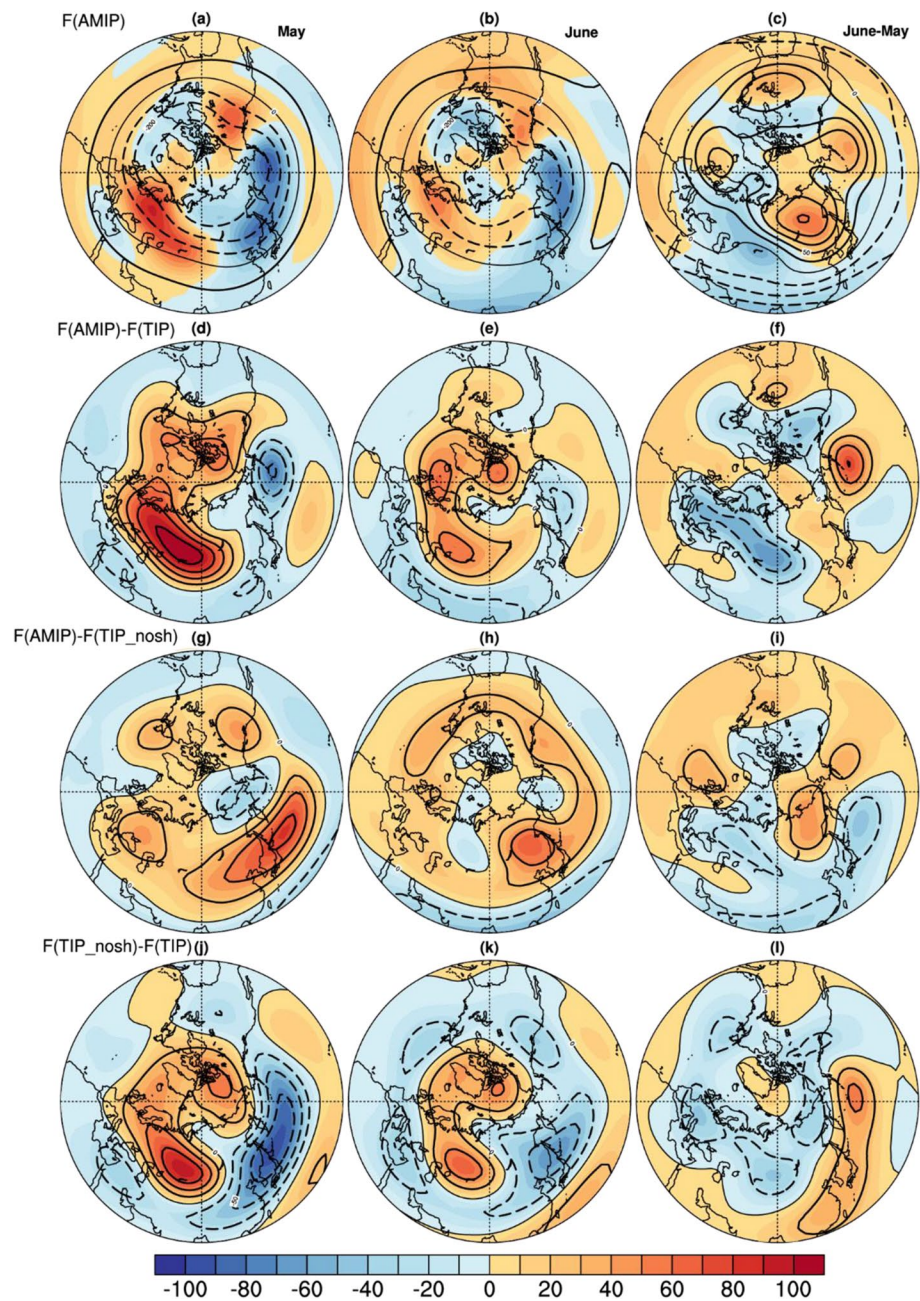 F(AMIP) (a) (b) (c)
May June June-May
F(AMIP)-F(TIP) (d) (e) (f)
F(AMIP)-F(TIP_nosh) (g) (h) (i)
F(TIP_nosh)-F(TIP) (j) (k) (l)
-100 -80 -60 -40 -20 0 20 40 60 80 100